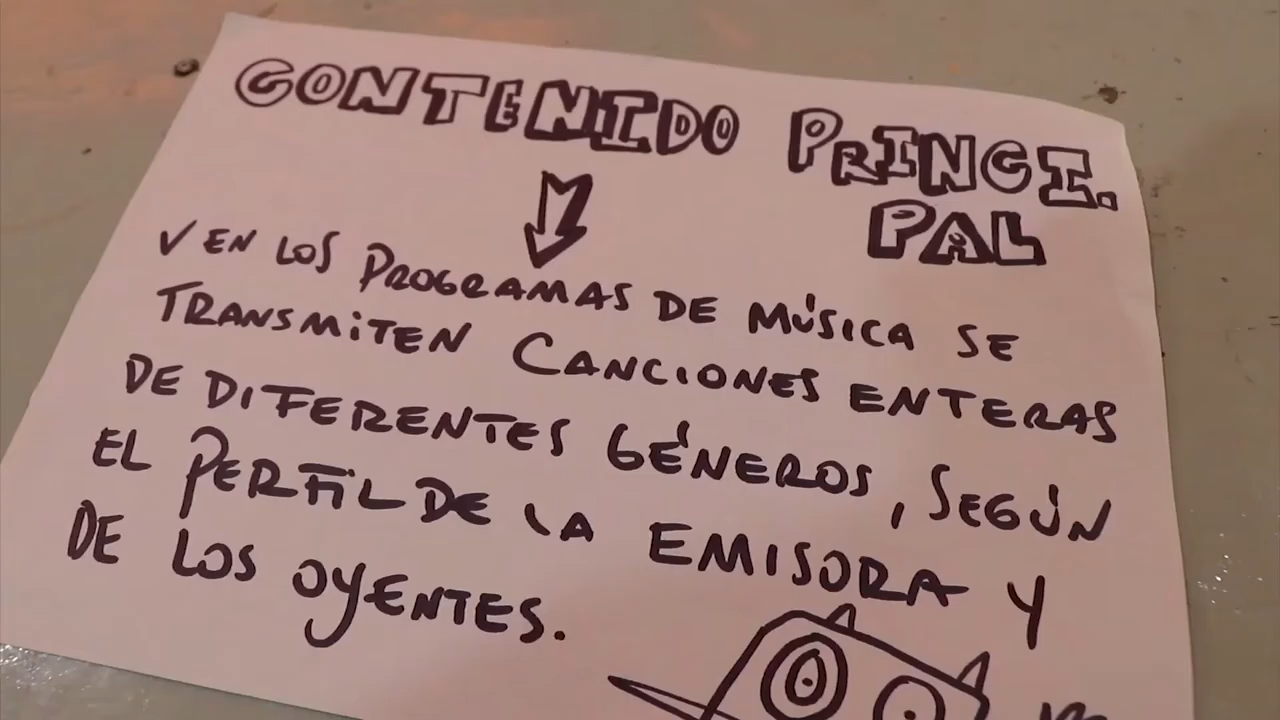 CONTENIDO PRINCI.
PAL
✓ EN LOS PROGRAMAS DE MÚSICA SE
TRANSMITEN CANCIONES ENTERAS
DE DIFERENTES GÉNEROS, SEGÚN
EL PERFIL DE LA EMISORA Y
DE LOS OYENTES.